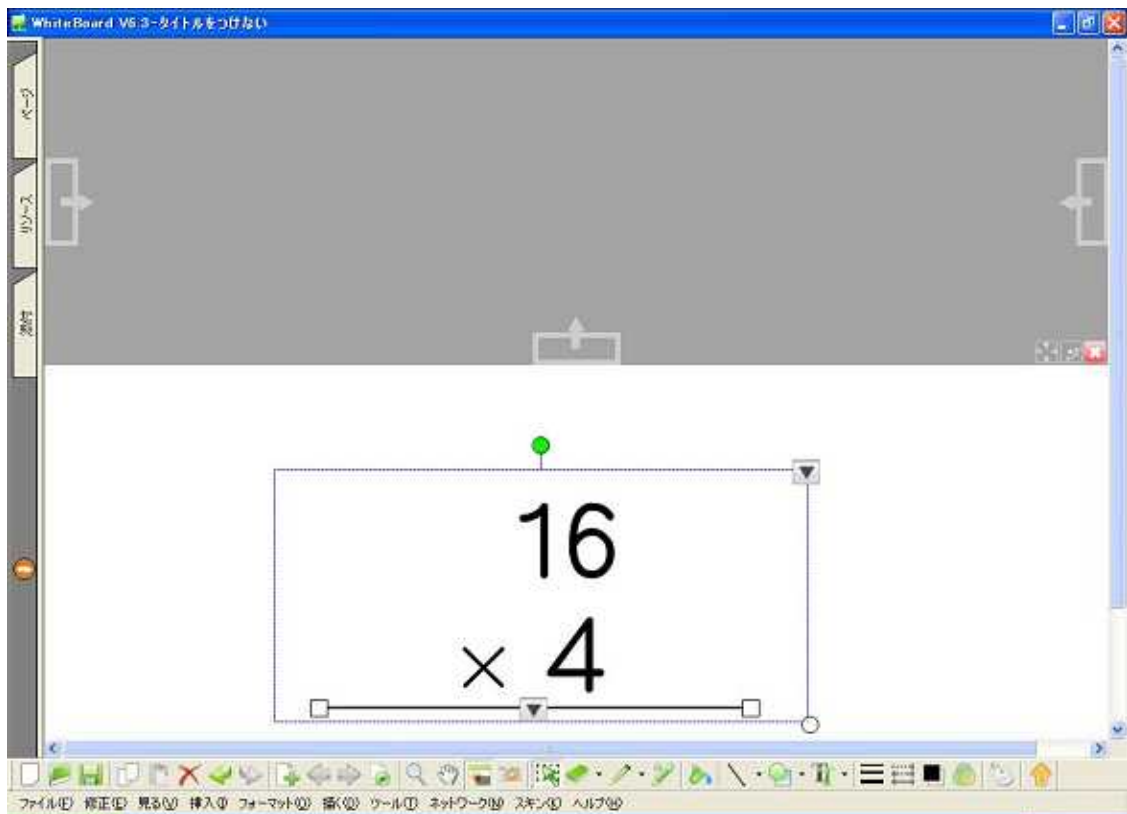 WhiteBoard V6.3-タイトルをつけない
ページ
リソース
添付
16
× 4
ファイル(F) 修正(E) 見る(V) 挿入(I) フォーマット(O) 描く(D) ツール(T) ネットワーク(N) スキン(K) ヘルプ(H)